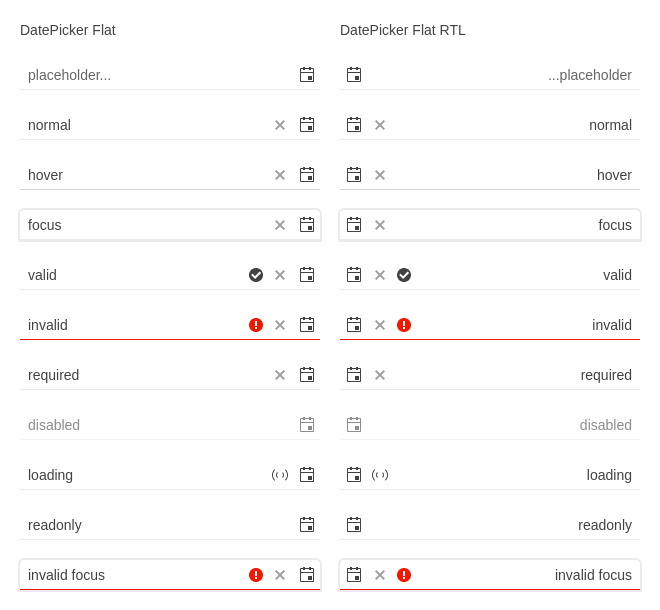 DatePicker Flat
placeholder...
normal
hover
focus
valid
invalid
required
disabled
loading
readonly
invalid focus
DatePicker Flat RTL
...placeholder
normal
hover
focus
valid
invalid
required
disabled
loading
readonly
invalid focus